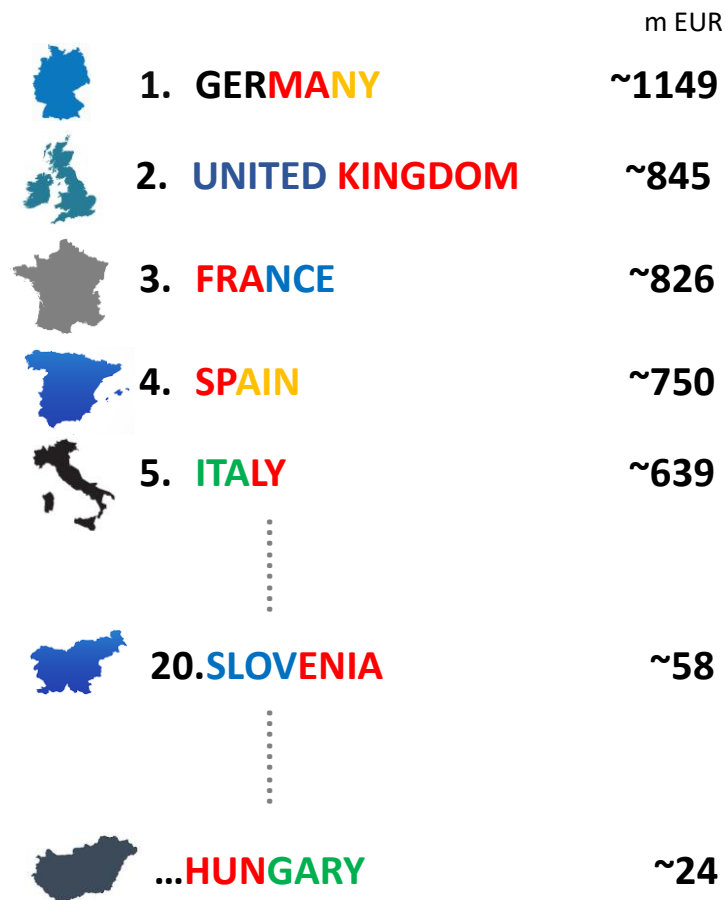 m EUR
1. GERMANY ~1149
2. UNITED KINGDOM ~845
3. FRANCE ~826
4. SPAIN ~750
5. ITALY ~639
20.SLOVENIA ~58
...HUNGARY ~24